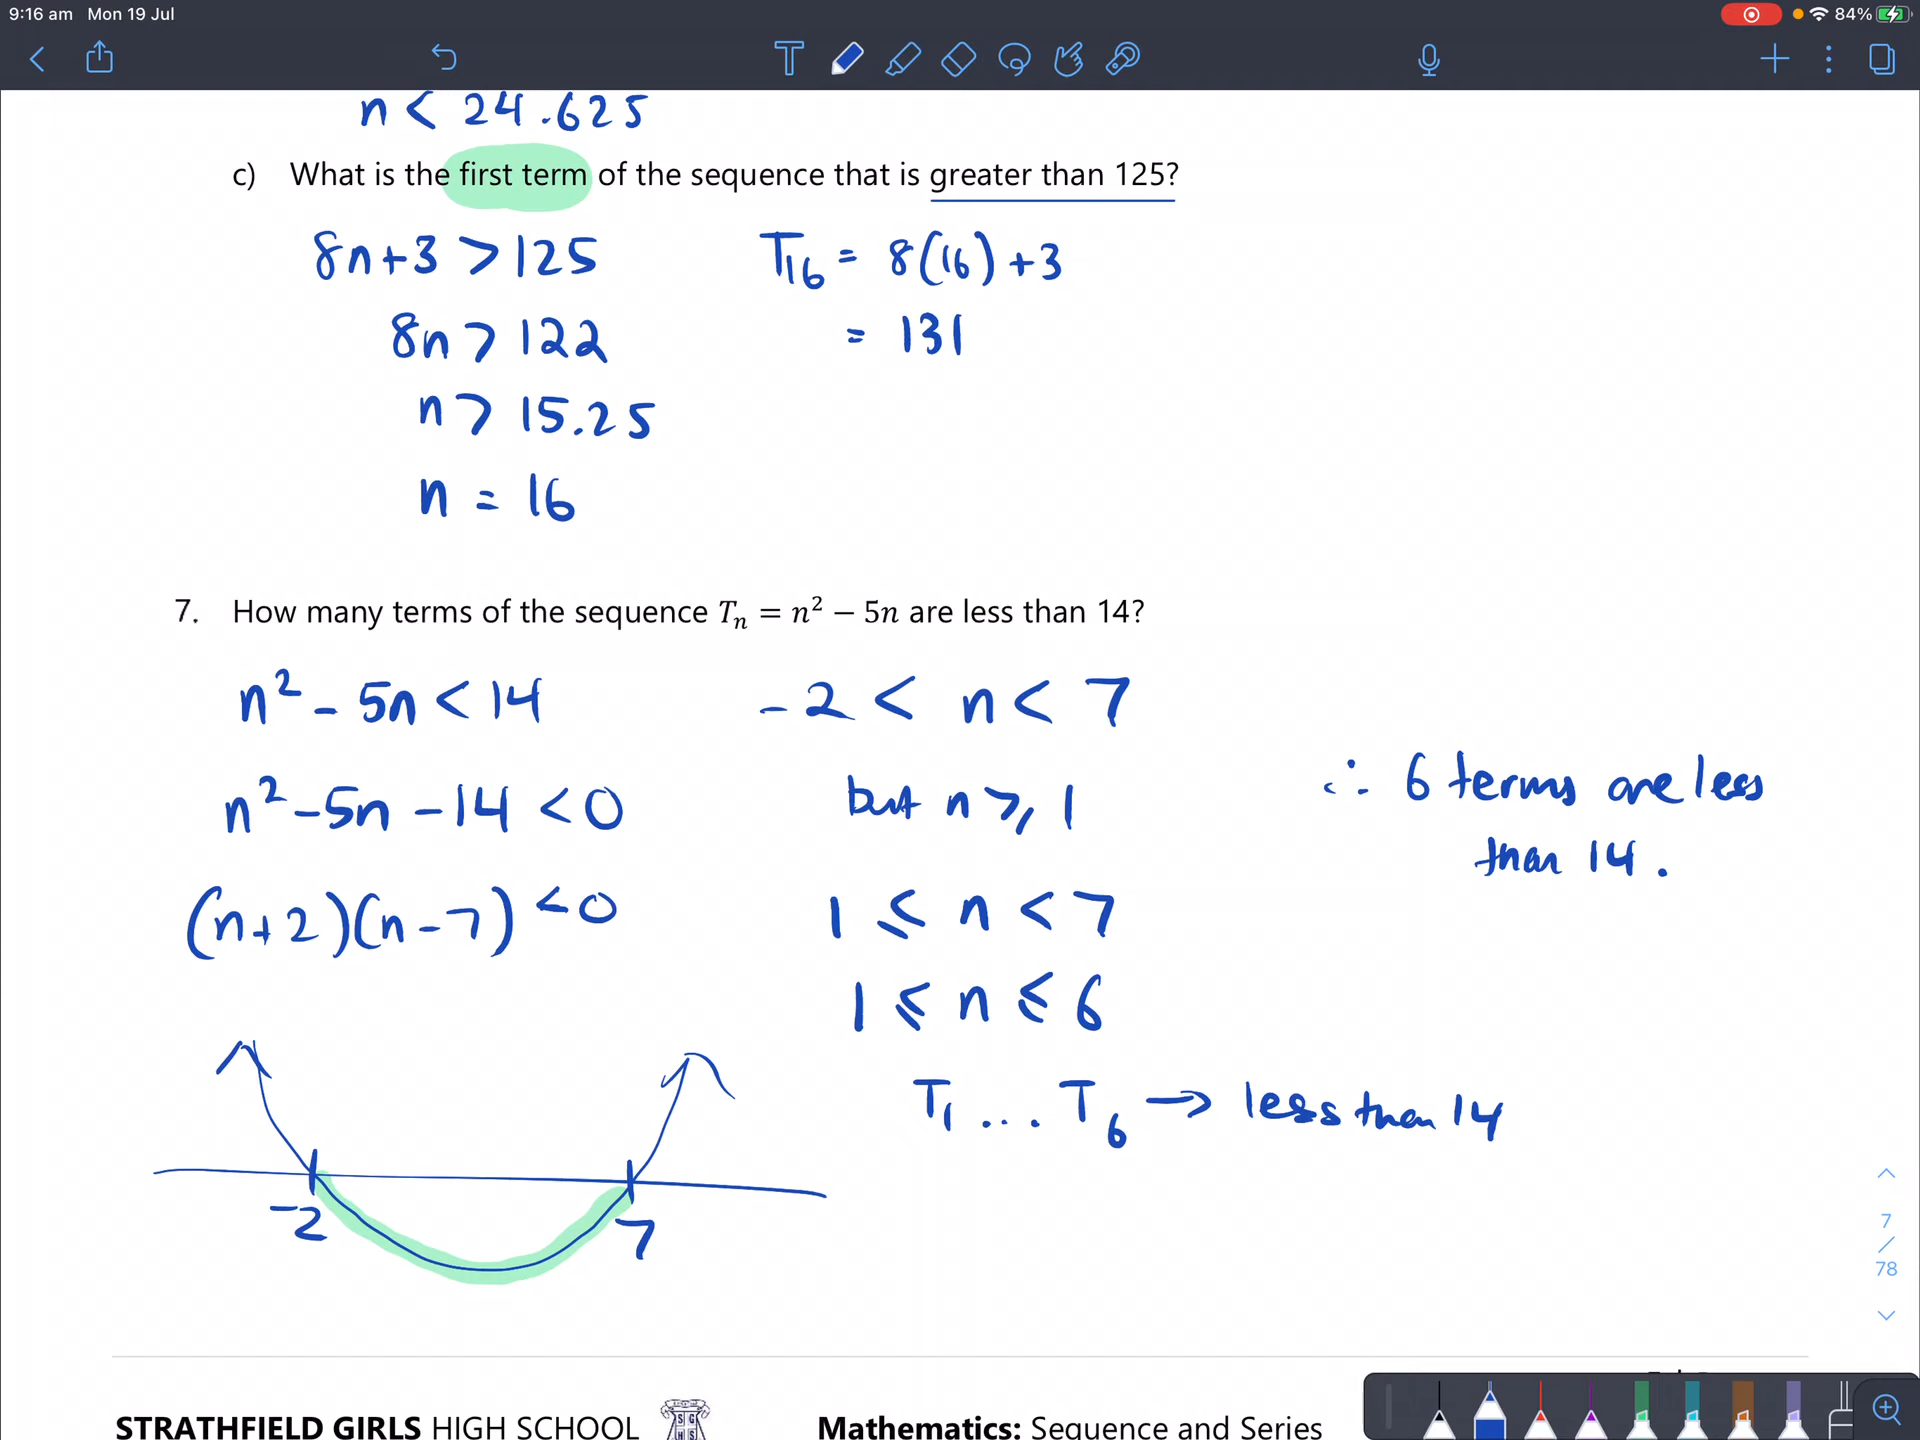 9:16 am Mon 19 Jul
84%
n < 24.625
c) What is the first term of the sequence that is greater than 125?
8n+3 > 125
8n > 122
n > 15.25
n = 16
T₁₆ = 8(16)+3
= 131
7. How many terms of the sequence Tₙ = n² − 5n are less than 14?
n² - 5n < 14
n² - 5n - 14 < 0
(n+2)(n-7) < 0
-2 7
-2 < n < 7
but n ⩾ 1
1 ⩽ n < 7
1 ⩽ n ⩽ 6
T₁ ... T₆ → less than 14
∴ 6 terms are less
than 14.
7
/
78
STRATHFIELD GIRLS HIGH SCHOOL
Mathematics: Sequence and Series